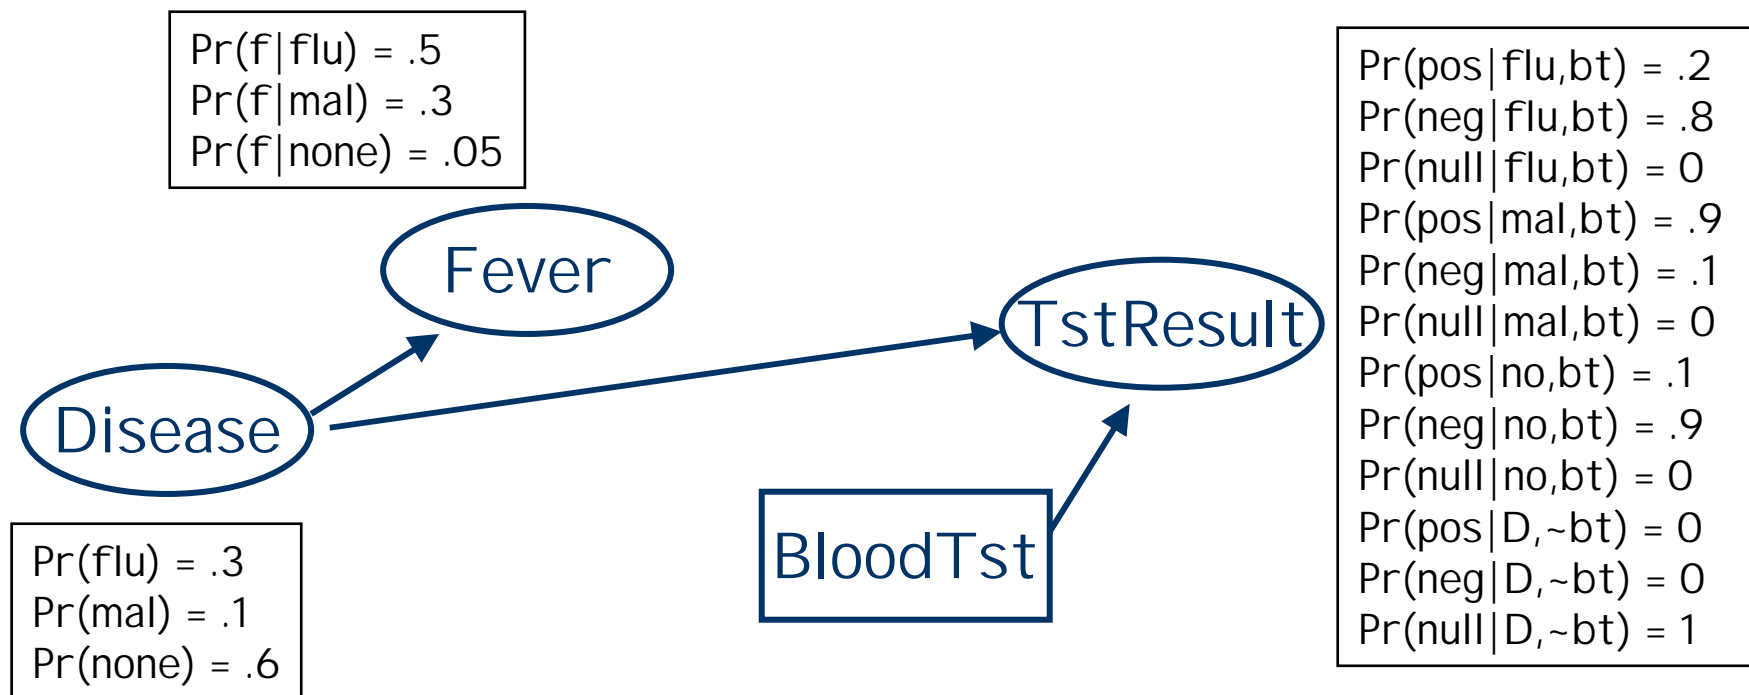 Pr(f|flu) = .5
Pr(f|mal) = .3
Pr(f|none) = .05
Fever
Disease
Pr(flu) = .3
Pr(mal) = .1
Pr(none) = .6
TstResult
BloodTst
Pr(pos|flu,bt) = .2
Pr(neg|flu,bt) = .8
Pr(null|flu,bt) = 0
Pr(pos|mal,bt) = .9
Pr(neg|mal,bt) = .1
Pr(null|mal,bt) = 0
Pr(pos|no,bt) = .1
Pr(neg|no,bt) = .9
Pr(null|no,bt) = 0
Pr(pos|D,~bt) = 0
Pr(neg|D,~bt) = 0
Pr(null|D,~bt) = 1